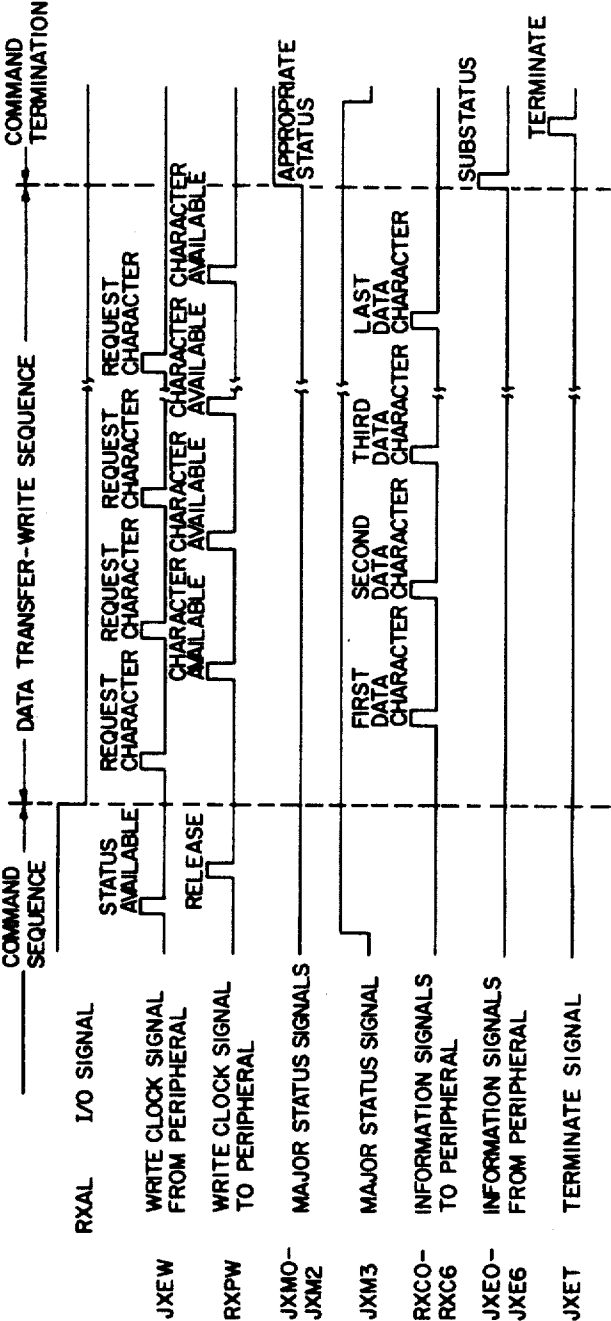 COMMAND
SEQUENCE
DATA TRANSFER-WRITE SEQUENCE
COMMAND
TERMINATION
RXAL I/O SIGNAL
JXEW WRITE CLOCK SIGNAL
FROM PERIPHERAL
STATUS
AVAILABLE
REQUEST
CHARACTER
REQUEST
CHARACTER
REQUEST
CHARACTER
REQUEST
CHARACTER
RXPW WRITE CLOCK SIGNAL
TO PERIPHERAL
RELEASE
CHARACTER
AVAILABLE
CHARACTER
AVAILABLE
CHARACTER
AVAILABLE
CHARACTER
AVAILABLE
JXMO-
JXM2
MAJOR STATUS SIGNALS
APPROPRIATE
STATUS
JXM3 MAJOR STATUS SIGNAL
RXCO-
RXC6
INFORMATION SIGNALS
TO PERIPHERAL
FIRST
DATA
CHARACTER
SECOND
DATA
CHARACTER
THIRD
DATA
CHARACTER
LAST
DATA
CHARACTER
JXEO-
JXE6
INFORMATION SIGNALS
FROM PERIPHERAL
SUBSTATUS
JXET TERMINATE SIGNAL
TERMINATE